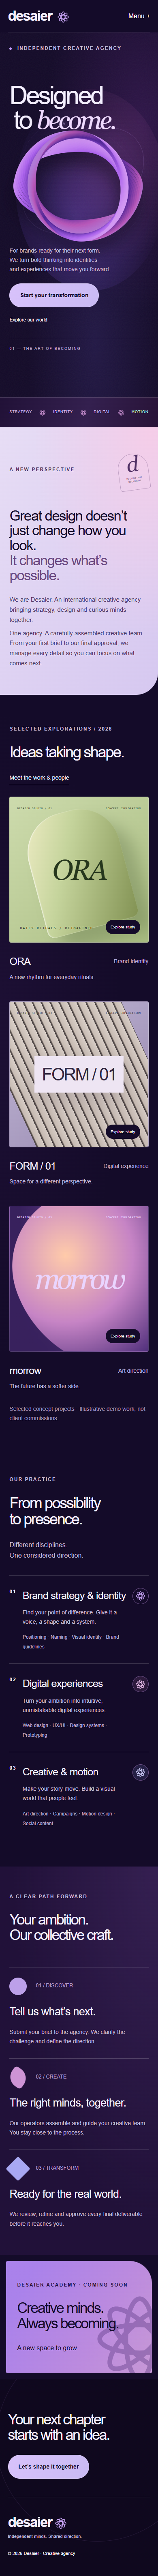 desaier
Menu +
INDEPENDENT CREATIVE AGENCY
Designed
to become.
For brands ready for their next form.
We turn bold thinking into identities
and experiences that move you forward.
Start your transformation
Explore our world
01 — THE ART OF BECOMING
STRATEGY IDENTITY DIGITAL MOTION
A NEW PERSPECTIVE
d
Great design doesn’t
just change how you
look.
It changes what’s
possible.
We are Desaier. An international creative agency
bringing strategy, design and curious minds
together.
One agency. A carefully assembled creative team.
From your first brief to our final approval, we
manage every detail so you can focus on what
comes next.
SELECTED EXPLORATIONS / 2026
Ideas taking shape.
Meet the work & people
ORA
DAILY RITUALS / REIMAGINED
Explore study
ORA
Brand identity
A new rhythm for everyday rituals.
FORM / 01
Explore study
FORM / 01
Digital experience
Space for a different perspective.
morrow
Explore study
morrow
Art direction
The future has a softer side.
Selected concept projects · Illustrative demo work, not
client commissions.
OUR PRACTICE
From possibility
to presence.
Different disciplines.
One considered direction.
01
Brand strategy & identity
Find your point of difference. Give it a
voice, a shape and a system.
Positioning · Naming · Visual identity · Brand
guidelines
02
Digital experiences
Turn your ambition into intuitive,
unmistakable digital experiences.
Web design · UX/UI · Design systems ·
Prototyping
03
Creative & motion
Make your story move. Build a visual
world that people feel.
Art direction · Campaigns · Motion design ·
Social content
A CLEAR PATH FORWARD
Your ambition.
Our collective craft.
01 / DISCOVER
Tell us what’s next.
Submit your brief to the agency. We clarify the
challenge and define the direction.
02 / CREATE
The right minds, together.
Our operators assemble and guide your creative team.
You stay close to the process.
03 / TRANSFORM
Ready for the real world.
We review, refine and approve every final deliverable
before it reaches you.
DESAIER ACADEMY · COMING SOON
Creative minds.
Always becoming.
A new space to grow
Your next chapter
starts with an idea.
Let’s shape it together
desaier
Independent minds. Shared direction.
© 2026 Desaier · Creative agency